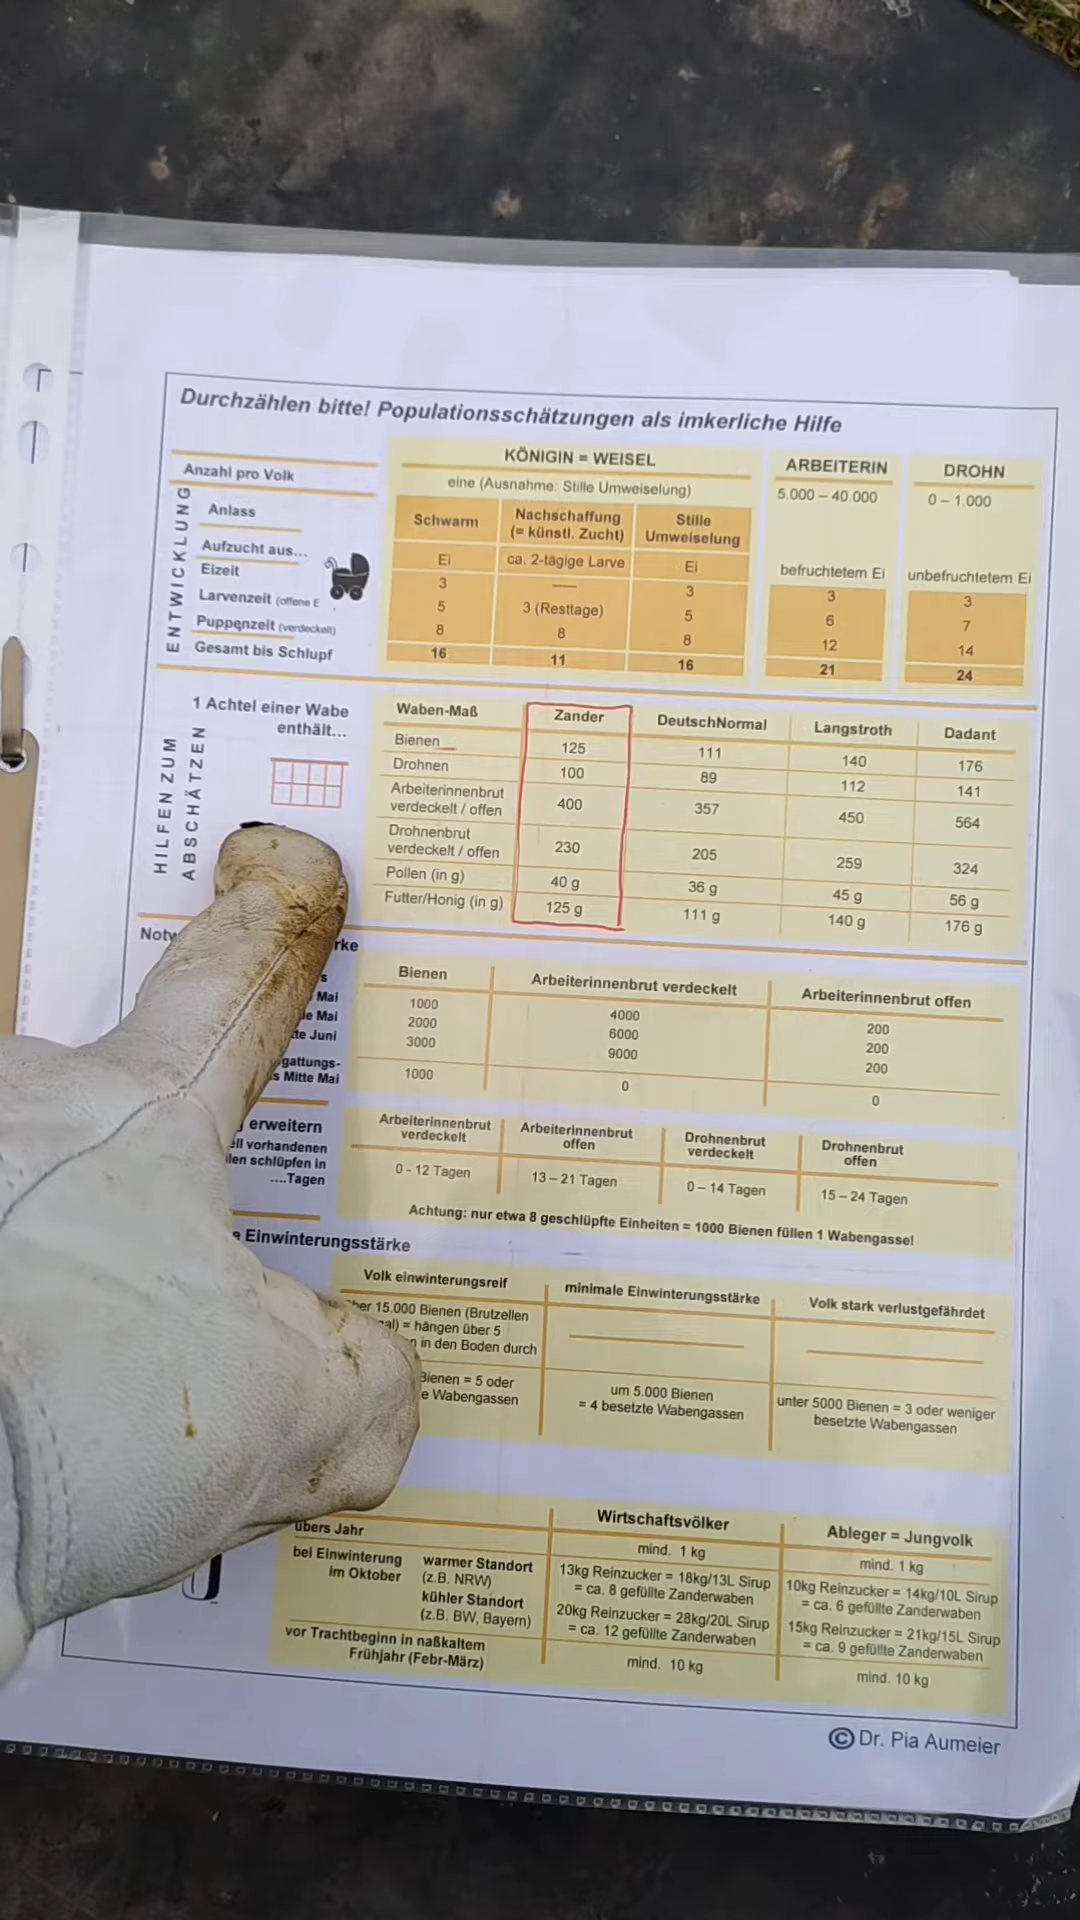 Durchzählen bitte! Populationsschätzungen als imkerliche Hilfe
KÖNIGIN = WEISEL
ARBEITERIN
DROHN
Anzahl pro Volk
eine (Ausnahme: Stille Umweiselung)
5.000 – 40.000
0 – 1.000
ENTWICKLUNG
Anlass
Schwarm
Nachschaffung
(= künstl. Zucht)
Stille
Umweiselung
Aufzucht aus...
Ei
ca. 2-tägige Larve
Ei
befruchtetem Ei
unbefruchtetem Ei
Eizeit
3
3
3
3
Larvenzeit (offene E
5
3 (Restlage)
5
6
7
Puppenzeit (verdeckelt)
8
8
8
12
14
Gesamt bis Schlupf
16
11
16
21
24
HILFEN ZUM
ABSCHÄTZEN
1 Achtel einer Wabe
enthält...
Waben-Maß
Zander
DeutschNormal
Langstroth
Dadant
Bienen
125
111
140
176
Drohnen
100
89
112
141
Arbeiterinnenbrut
verdeckelt / offen
400
357
450
564
Drohnenbrut
verdeckelt / offen
230
205
259
324
Pollen (in g)
40 g
36 g
45 g
56 g
Futter/Honig (in g)
125 g
111 g
140 g
176 g
rke
Bienen
Arbeiterinnenbrut verdeckelt
Arbeiterinnenbrut offen
Mai
1000
4000
200
Mai
2000
6000
200
Juni
3000
9000
200
gattungs-
s Mitte Mai
1000
0
0
erweitern
ell vorhandenen
len schlüpfen in
....Tagen
Arbeiterinnenbrut
verdeckelt
Arbeiterinnenbrut
offen
Drohnenbrut
verdeckelt
Drohnenbrut
offen
0 - 12 Tagen
13 – 21 Tagen
0 – 14 Tagen
15 – 24 Tagen
Achtung: nur etwa 8 geschlüpfte Einheiten = 1000 Bienen füllen 1 Wabengasse!
e Einwinterungsstärke
Volk einwinterungsreif
minimale Einwinterungsstärke
Volk stark verlustgefährdet
ber 15.000 Bienen (Brutzellen
gal) = hängen über 5
n in den Boden durch
Bienen = 5 oder
e Wabengassen
um 5.000 Bienen
= 4 besetzte Wabengassen
unter 5000 Bienen = 3 oder weniger
besetzte Wabengassen
Wirtschaftsvölker
Ableger = Jungvolk
übers Jahr
mind. 1 kg
mind. 1 kg
bei Einwinterung
im Oktober
warmer Standort
(z.B. NRW)
13kg Reinzucker = 18kg/13L Sirup
= ca. 8 gefüllte Zanderwaben
10kg Reinzucker = 14kg/10L Sirup
= ca. 6 gefüllte Zanderwaben
kühler Standort
(z.B. BW, Bayern)
20kg Reinzucker = 28kg/20L Sirup
= ca. 12 gefüllte Zanderwaben
15kg Reinzucker = 21kg/15L Sirup
= ca. 9 gefüllte Zanderwaben
vor Trachtbeginn in naßkaltem
Frühjahr (Febr-März)
mind. 10 kg
mind. 10 kg
© Dr. Pia Aumeier